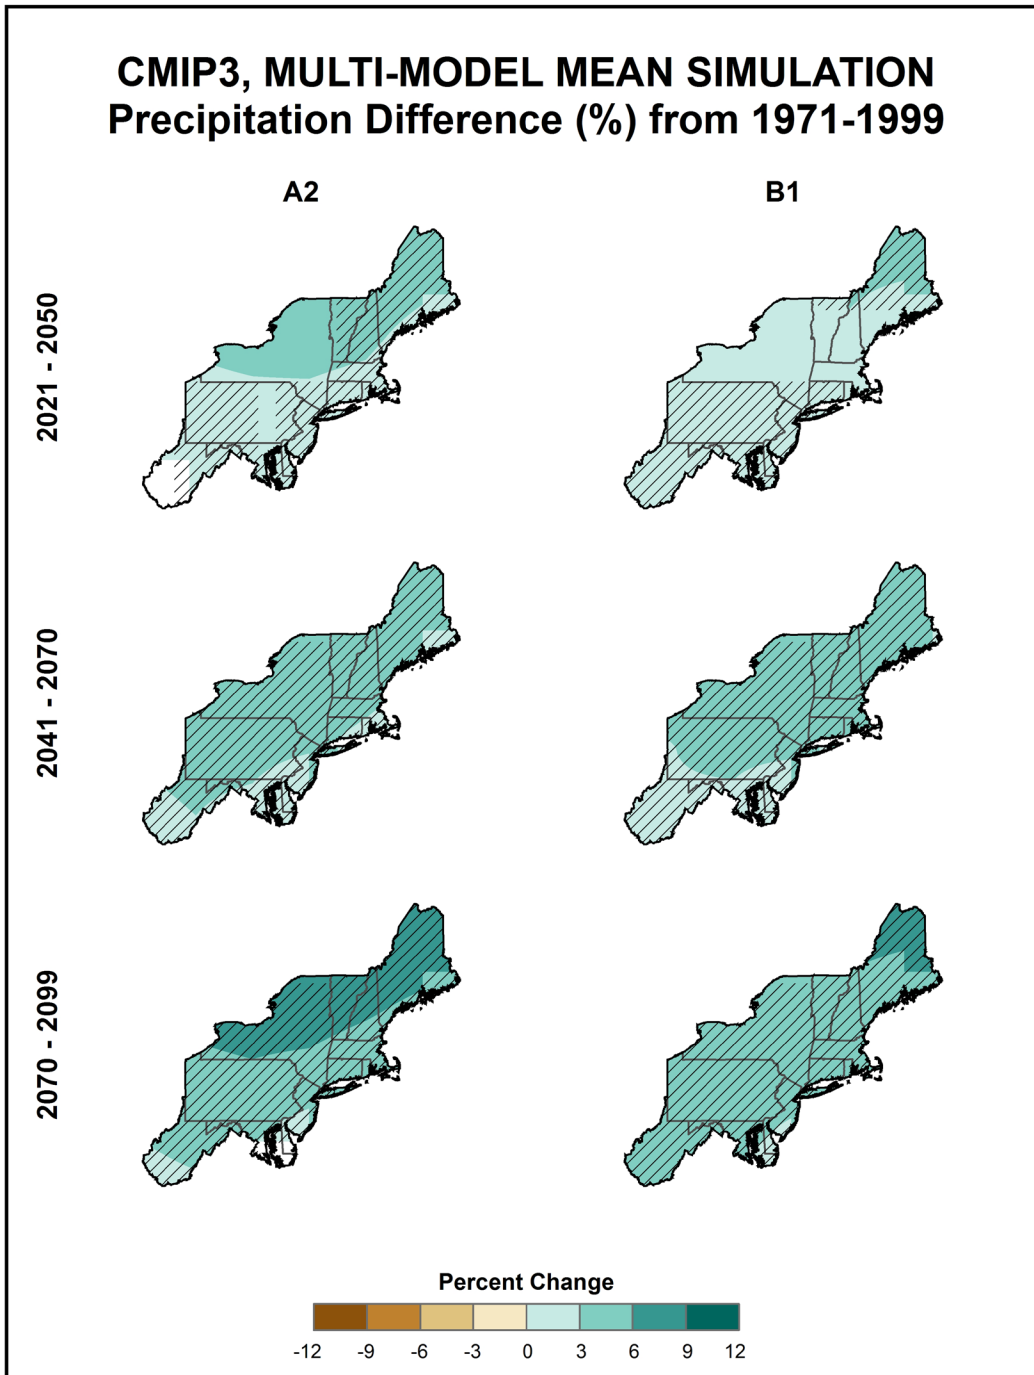 CMIP3, MULTI-MODEL MEAN SIMULATION
Precipitation Difference (%) from 1971-1999
A2 B1
2021 - 2050
2041 - 2070
2070 - 2099
Percent Change
-12 -9 -6 -3 0 3 6 9 12